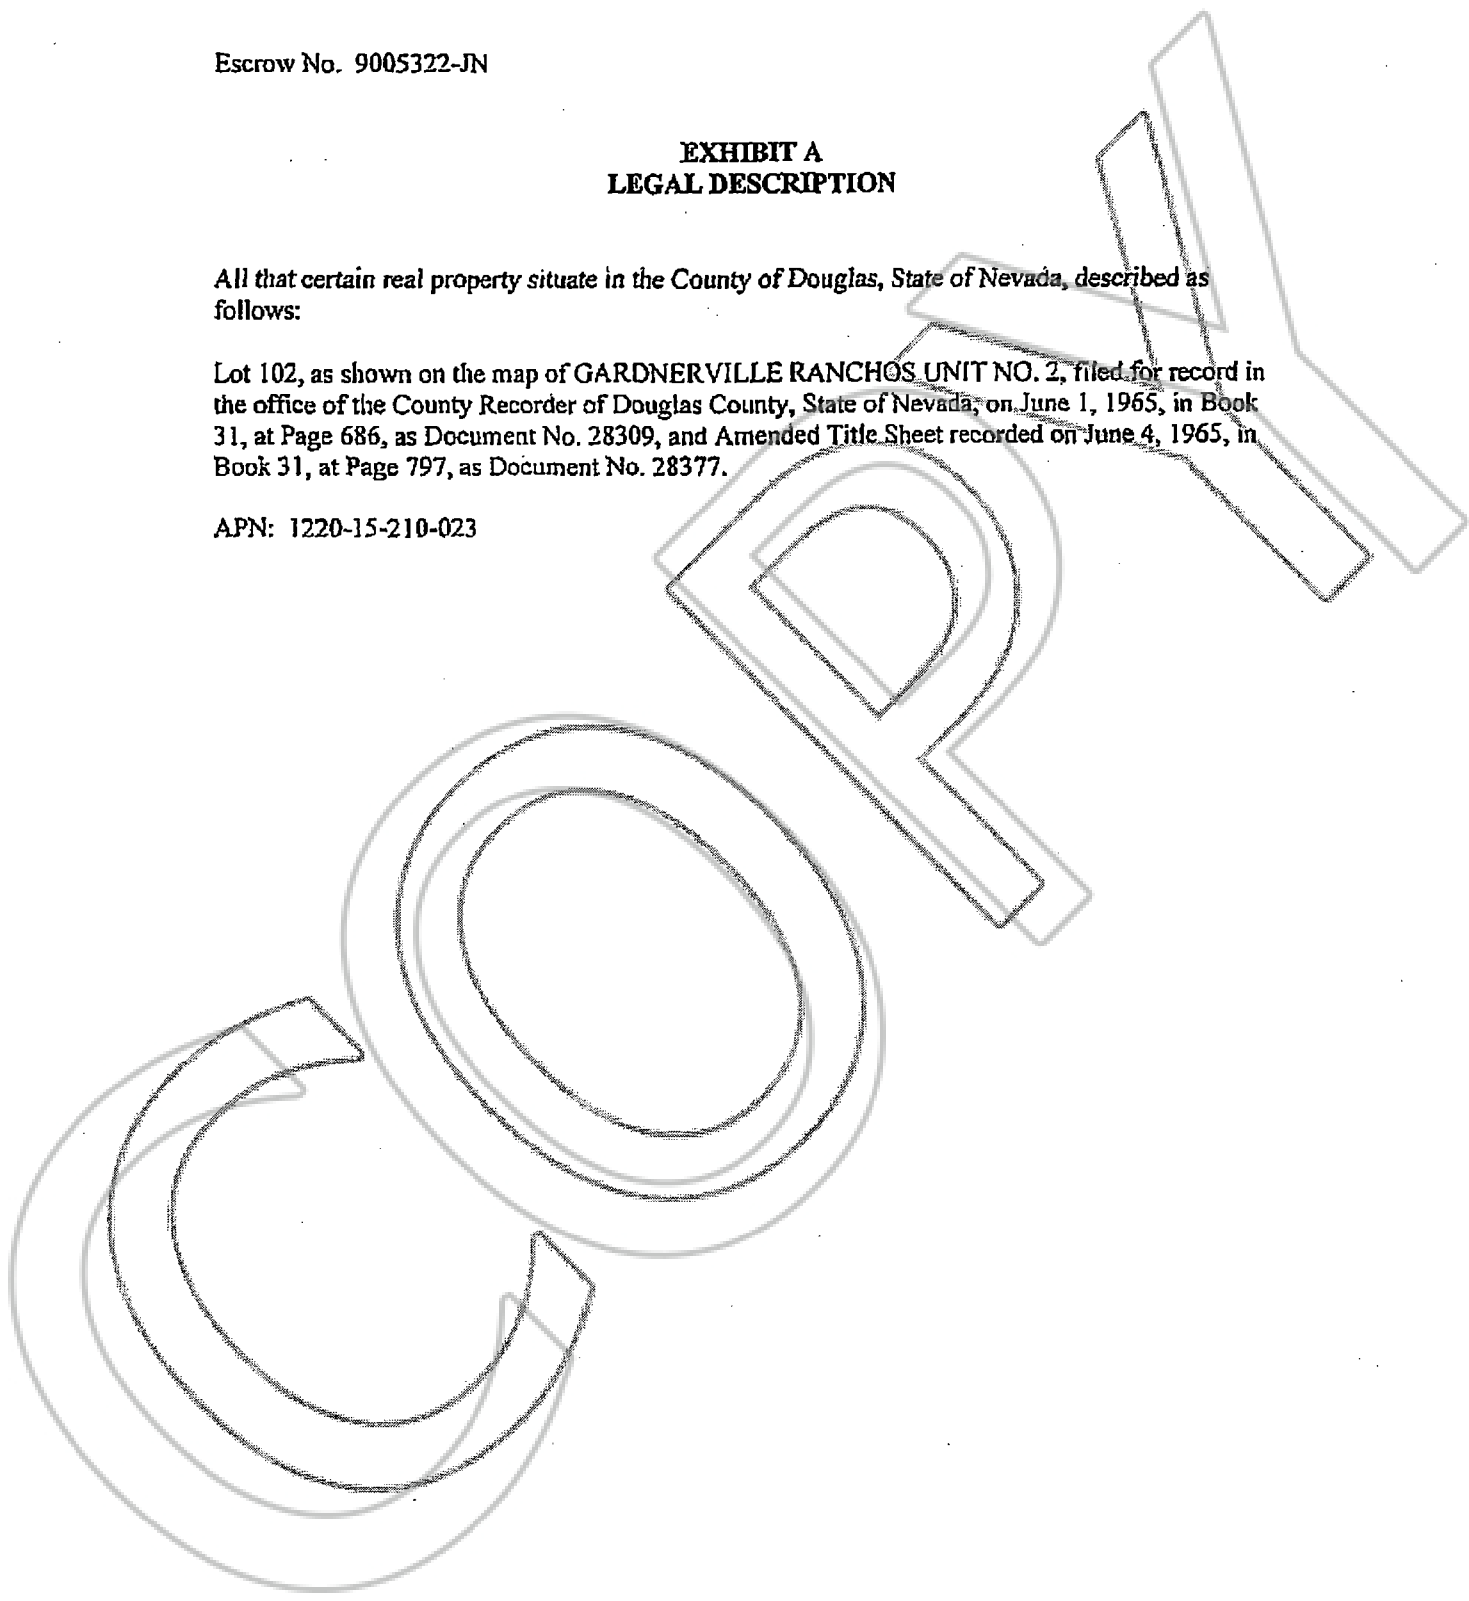 Escrow No. 9005322-JN
EXHIBIT A
LEGAL DESCRIPTION
All that certain real property situate in the County of Douglas, State of Nevada, described as
follows:
Lot 102, as shown on the map of GARDNERVILLE RANCHOS UNIT NO. 2, filed for record in
the office of the County Recorder of Douglas County, State of Nevada, on June 1, 1965, in Book
31, at Page 686, as Document No. 28309, and Amended Title Sheet recorded on June 4, 1965, in
Book 31, at Page 797, as Document No. 28377.
APN: 1220-15-210-023
COPY